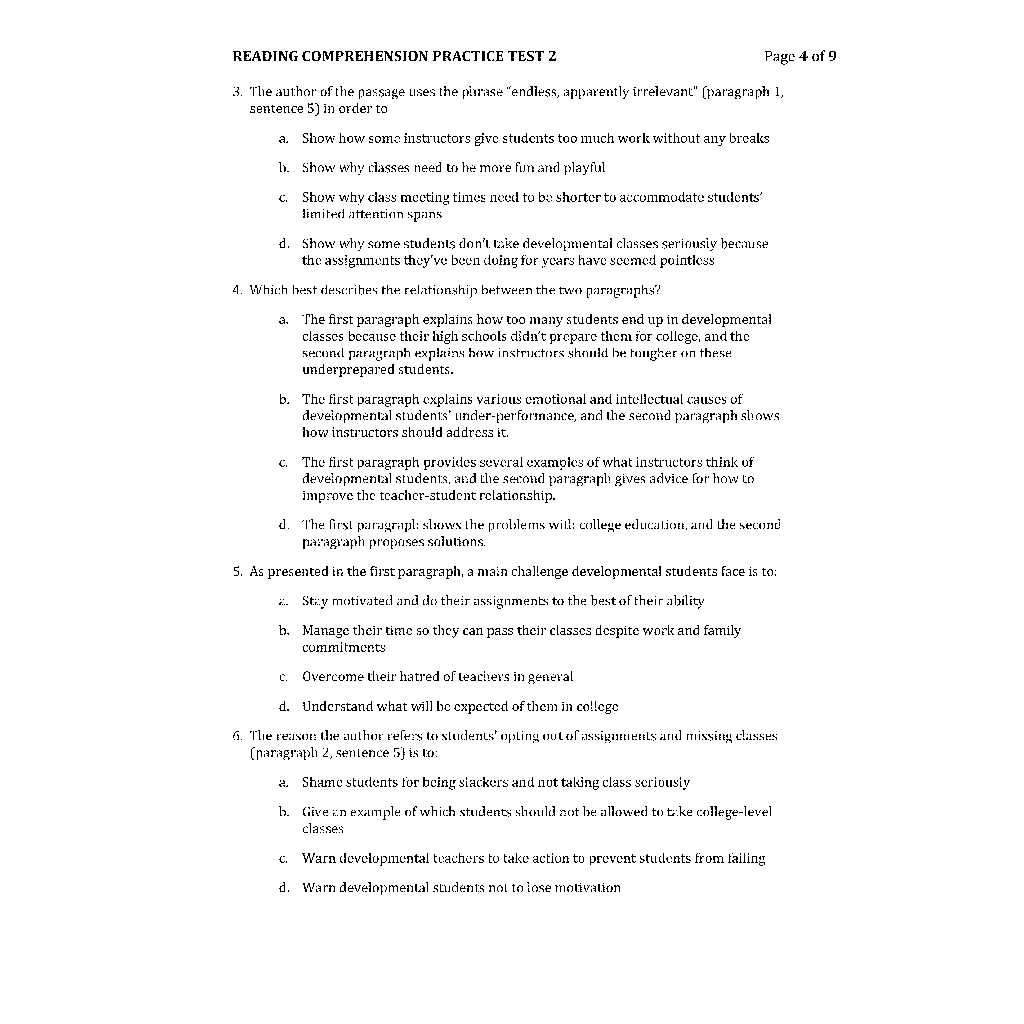 READING COMPREHENSION PRACTICE TEST 2 Page 4 of 9
3. The author of the passage uses the phrase “endless, apparently irrelevant” (paragraph 1,
sentence 5) in order to
a. Show how some instructors give students too much work without any breaks
b. Show why classes need to be more fun and playful
c. Show why class meeting times need to be shorter to accommodate students’
limited attention spans
d. Show why some students don’t take developmental classes seriously because
the assignments they’ve been doing for years have seemed pointless
4. Which best describes the relationship between the two paragraphs?
a. The first paragraph explains how too many students end up in developmental
classes because their high schools didn’t prepare them for college, and the
second paragraph explains how instructors should be tougher on these
underprepared students.
b. The first paragraph explains various emotional and intellectual causes of
developmental students’ under-performance, and the second paragraph shows
how instructors should address it.
c. The first paragraph provides several examples of what instructors think of
developmental students, and the second paragraph gives advice for how to
improve the teacher-student relationship.
d. The first paragraph shows the problems with college education, and the second
paragraph proposes solutions.
5. As presented in the first paragraph, a main challenge developmental students face is to:
a. Stay motivated and do their assignments to the best of their ability
b. Manage their time so they can pass their classes despite work and family
commitments
c. Overcome their hatred of teachers in general
d. Understand what will be expected of them in college
6. The reason the author refers to students’ opting out of assignments and missing classes
(paragraph 2, sentence 5) is to:
a. Shame students for being slackers and not taking class seriously
b. Give an example of which students should not be allowed to take college-level
classes
c. Warn developmental teachers to take action to prevent students from failing
d. Warn developmental students not to lose motivation